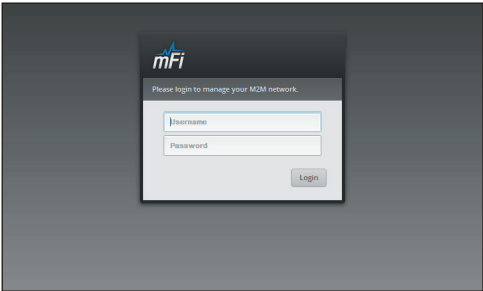 mFi
Please login to manage your M2M network.
Username
Password
Login